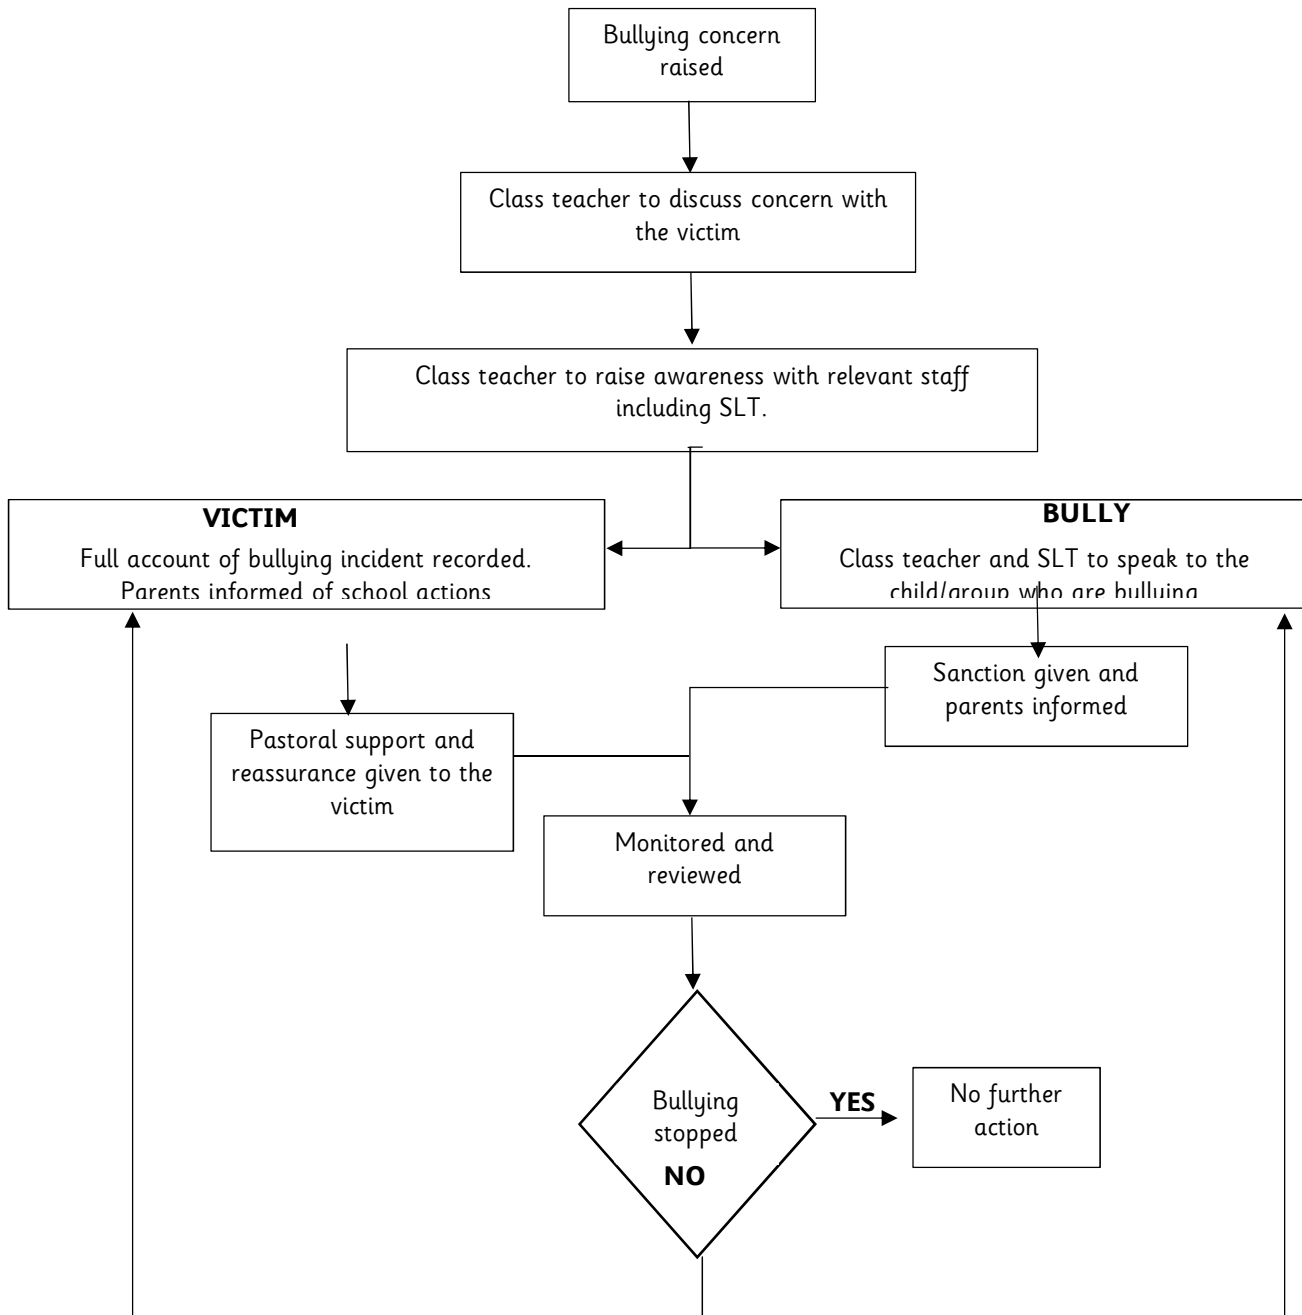 Bullying concern
raised
Class teacher to discuss concern with
the victim
Class teacher to raise awareness with relevant staff
including SLT.
VICTIM
Full account of bullying incident recorded.
Parents informed of school actions
BULLY
Class teacher and SLT to speak to the
child/group who are bullying
Sanction given and
parents informed
Pastoral support and
reassurance given to the
victim
Monitored and
reviewed
Bullying
stopped
NO
YES
No further
action